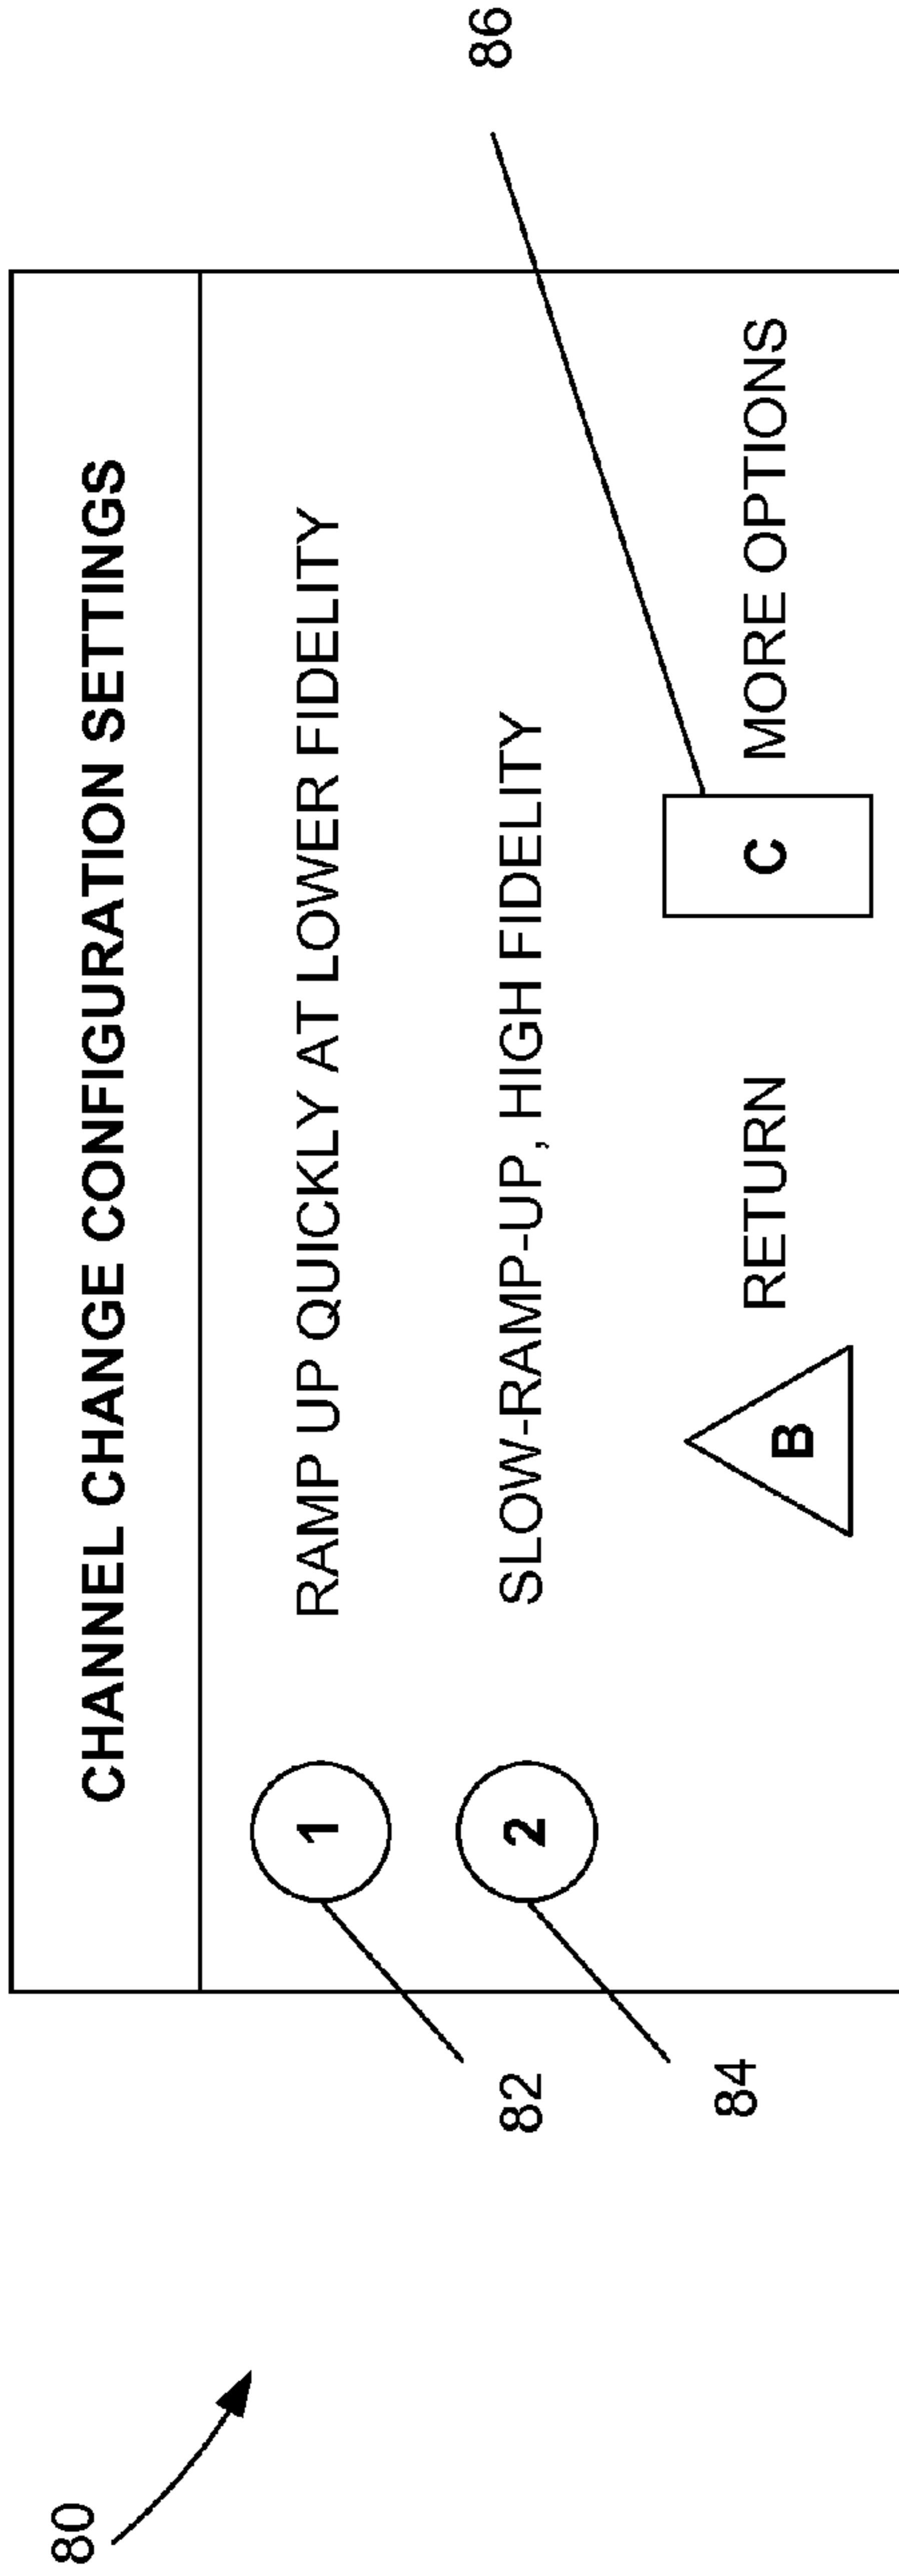 80
CHANNEL CHANGE CONFIGURATION SETTINGS
82
1 RAMP UP QUICKLY AT LOWER FIDELITY
84
2 SLOW-RAMP-UP, HIGH FIDELITY
B RETURN C MORE OPTIONS
86